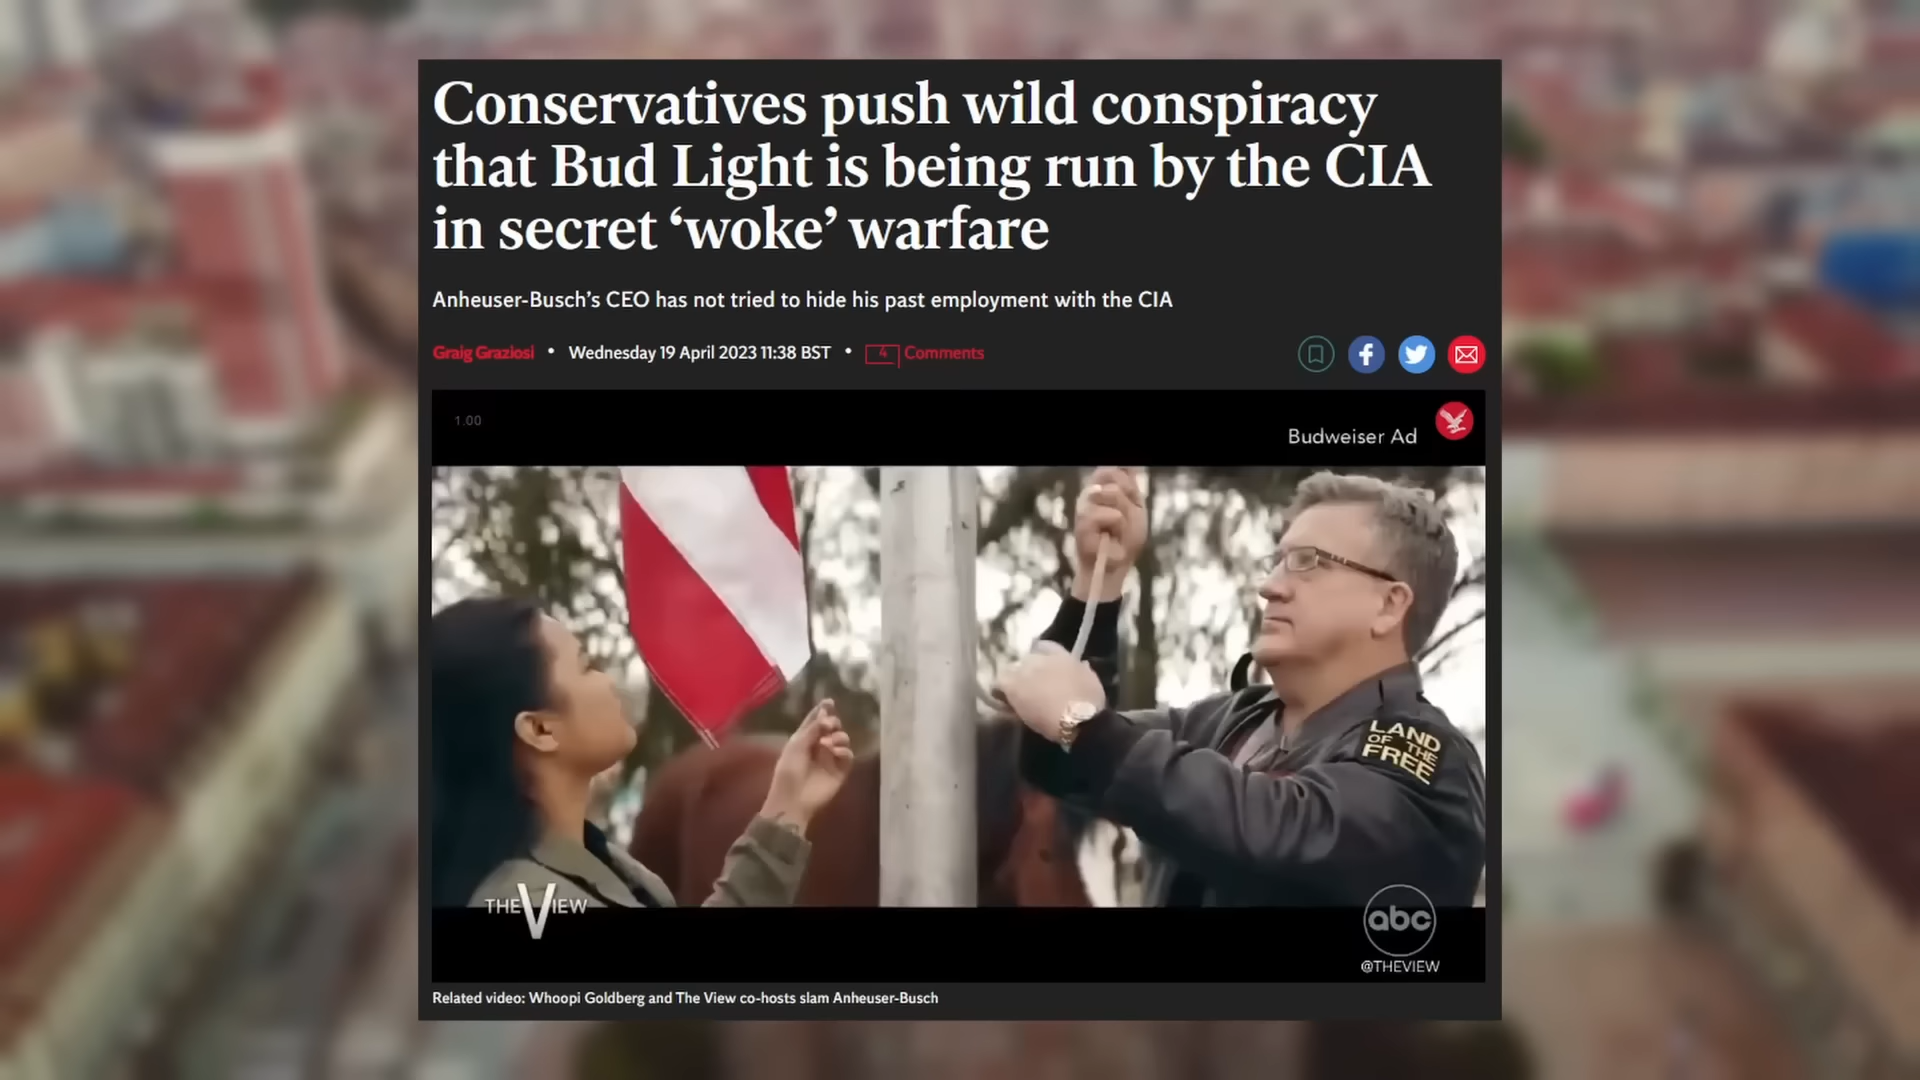 Conservatives push wild conspiracy
that Bud Light is being run by the CIA
in secret ‘woke’ warfare
Anheuser-Busch’s CEO has not tried to hide his past employment with the CIA
Graig Graziosi • Wednesday 19 April 2023 11:38 BST • 4 Comments
1.00
Budweiser Ad
LAND
OF THE
FREE
THE VIEW
abc
@THEVIEW
Related video: Whoopi Goldberg and The View co-hosts slam Anheuser-Busch